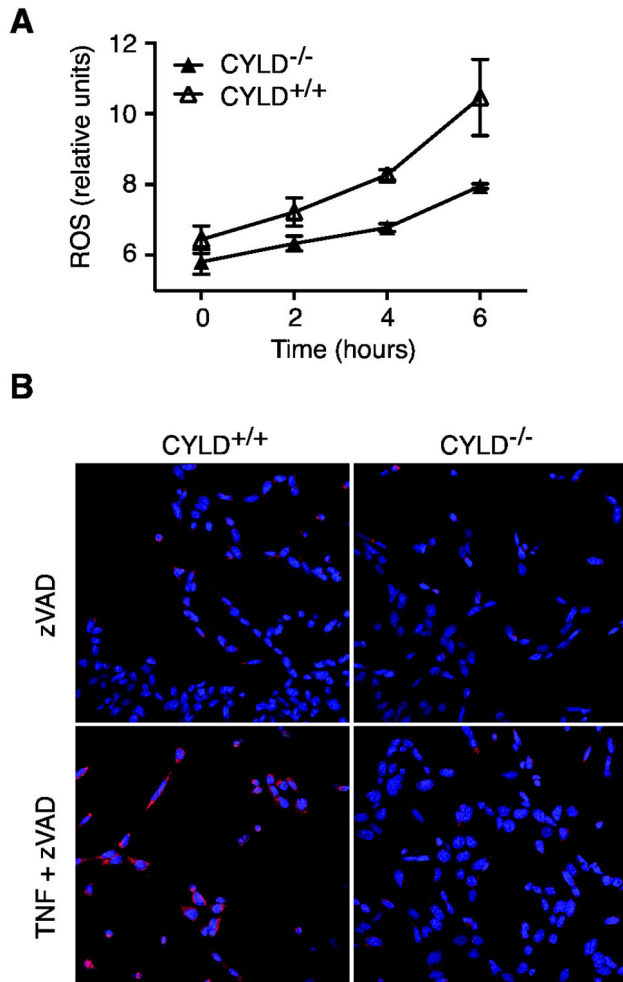 A
12
10
8
6
ROS (relative units)
CYLD-/-
CYLD+/+
0 2 4 6
Time (hours)
B
CYLD+/+ CYLD-/-
zVAD
TNF + zVAD